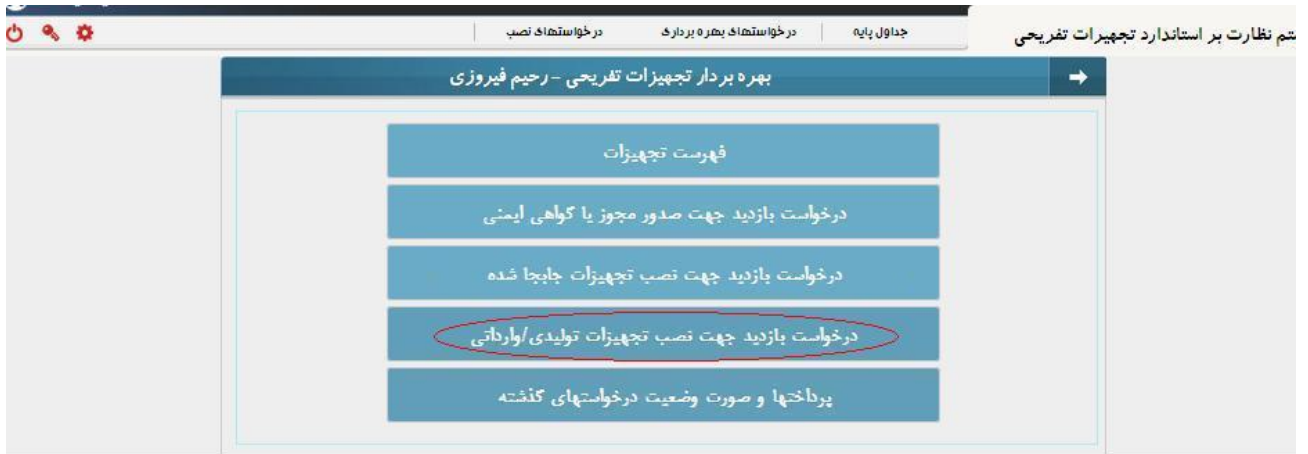 تم نظارت بر استاندارد تجهیزات تفریحی
جداول پایه
درخواستهای بهره برداری
درخواستهای نصب
بهره بردار تجهیزات تفریحی - رحیم فیروزی
فهرست تجهیزات
درخواست بازدید جهت صدور مجوز یا گواهی ایمنی
درخواست بازدید جهت نصب تجهیزات جابجا شده
درخواست بازدید جهت نصب تجهیزات تولیدی/وارداتی
پرداختها و صورت وضعیت درخواستهای گذشته